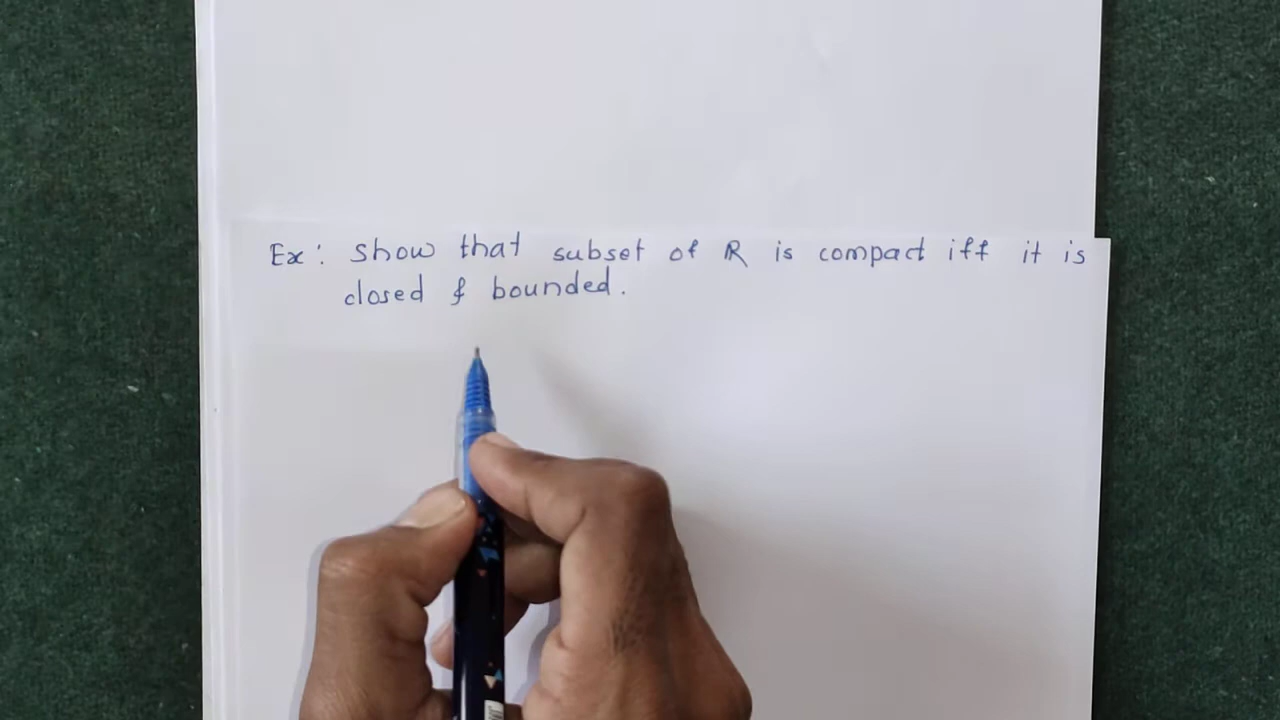 Ex: Show that subset of R is compact iff it is
closed & bounded.